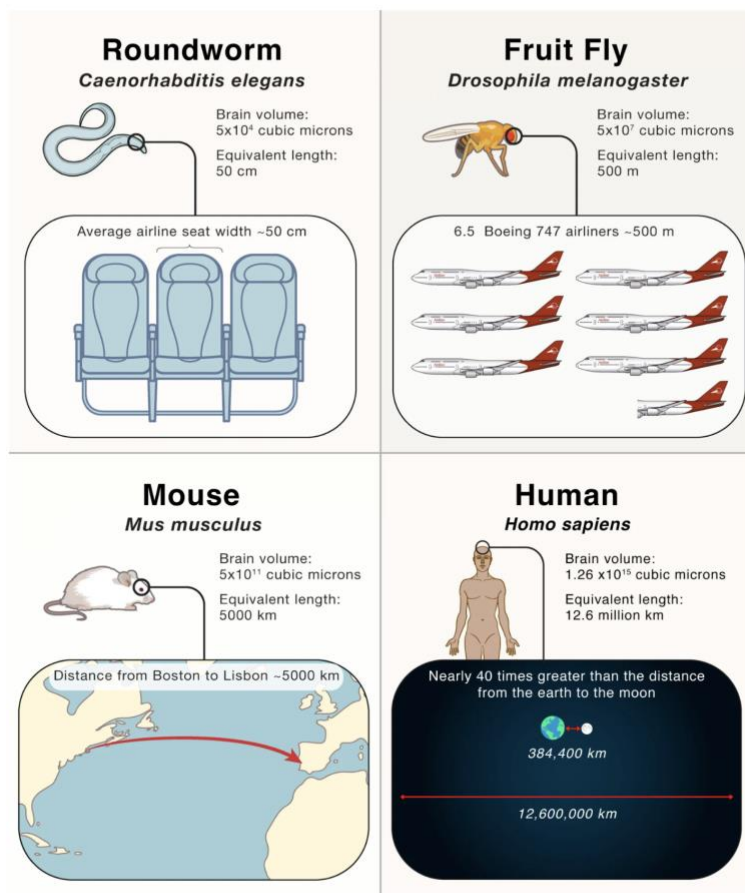 Roundworm
Caenorhabditis elegans
Brain volume:
5x10⁴ cubic microns
Equivalent length:
50 cm
Average airline seat width ~50 cm
Fruit Fly
Drosophila melanogaster
Brain volume:
5x10⁷ cubic microns
Equivalent length:
500 m
6.5 Boeing 747 airliners ~500 m
Mouse
Mus musculus
Brain volume:
5x10¹¹ cubic microns
Equivalent length:
5000 km
Distance from Boston to Lisbon ~5000 km
Human
Homo sapiens
Brain volume:
1.26 x10¹⁵ cubic microns
Equivalent length:
12.6 million km
Nearly 40 times greater than the distance
from the earth to the moon
384,400 km
12,600,000 km